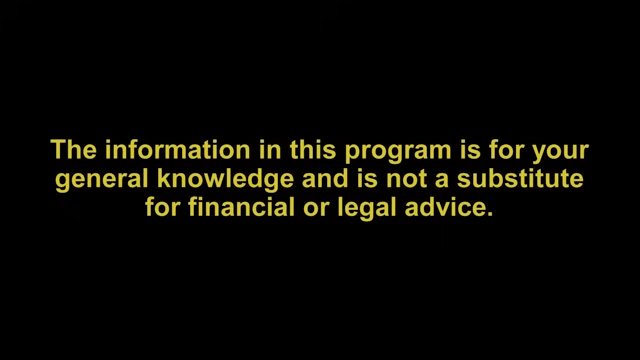 The information in this program is for your
general knowledge and is not a substitute
for financial or legal advice.